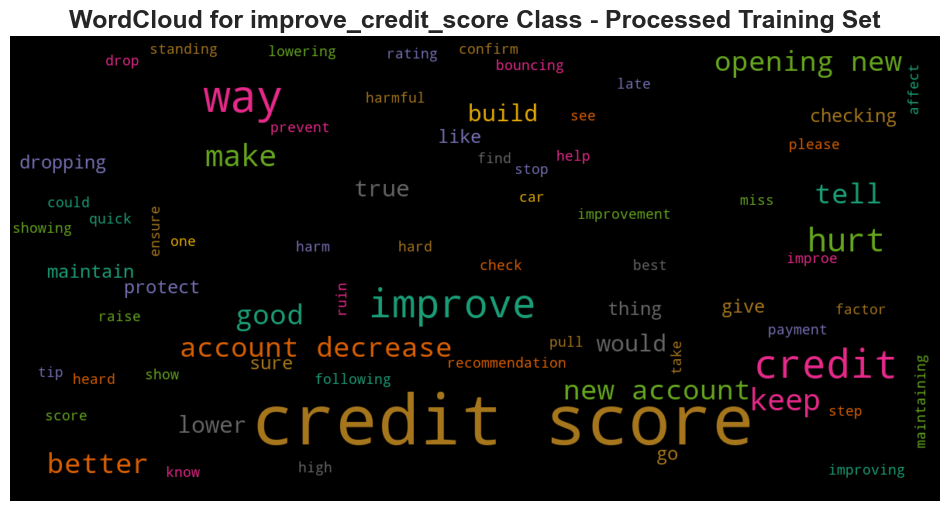 WordCloud for improve_credit_score Class - Processed Training Set
standing
lowering
rating
confirm
drop
bouncing
opening new
late
affect
way
harmful
build
see
checking
prevent
like
please
dropping
make
find
help
stop
true
could
car
tell
quick
improvement
miss
showing
ensure
one
harm
hard
hurt
improe
maintain
check
best
protect
ruin
improve
raise
good
thing
give
factor
payment
account decrease
pull
would
credit
sure
recommendation
take
tip
heard
show
following
new account
keep
maintaining
score
lower
credit score
step
better
know
high
go
improving